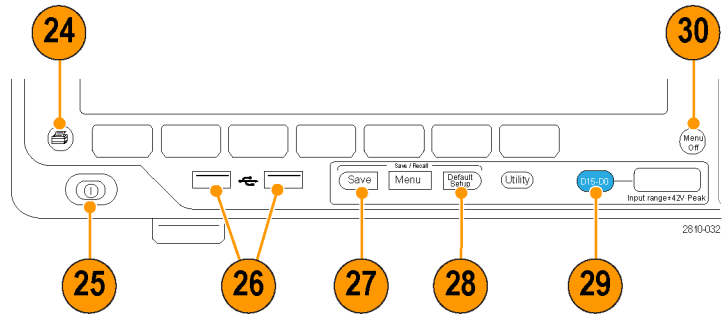 24
30
Menu
Off
Save / Recall
Save
Menu
Default
Setup
Utility
D15-D0
Input range±42V Peak
2810-032
25
26
27
28
29